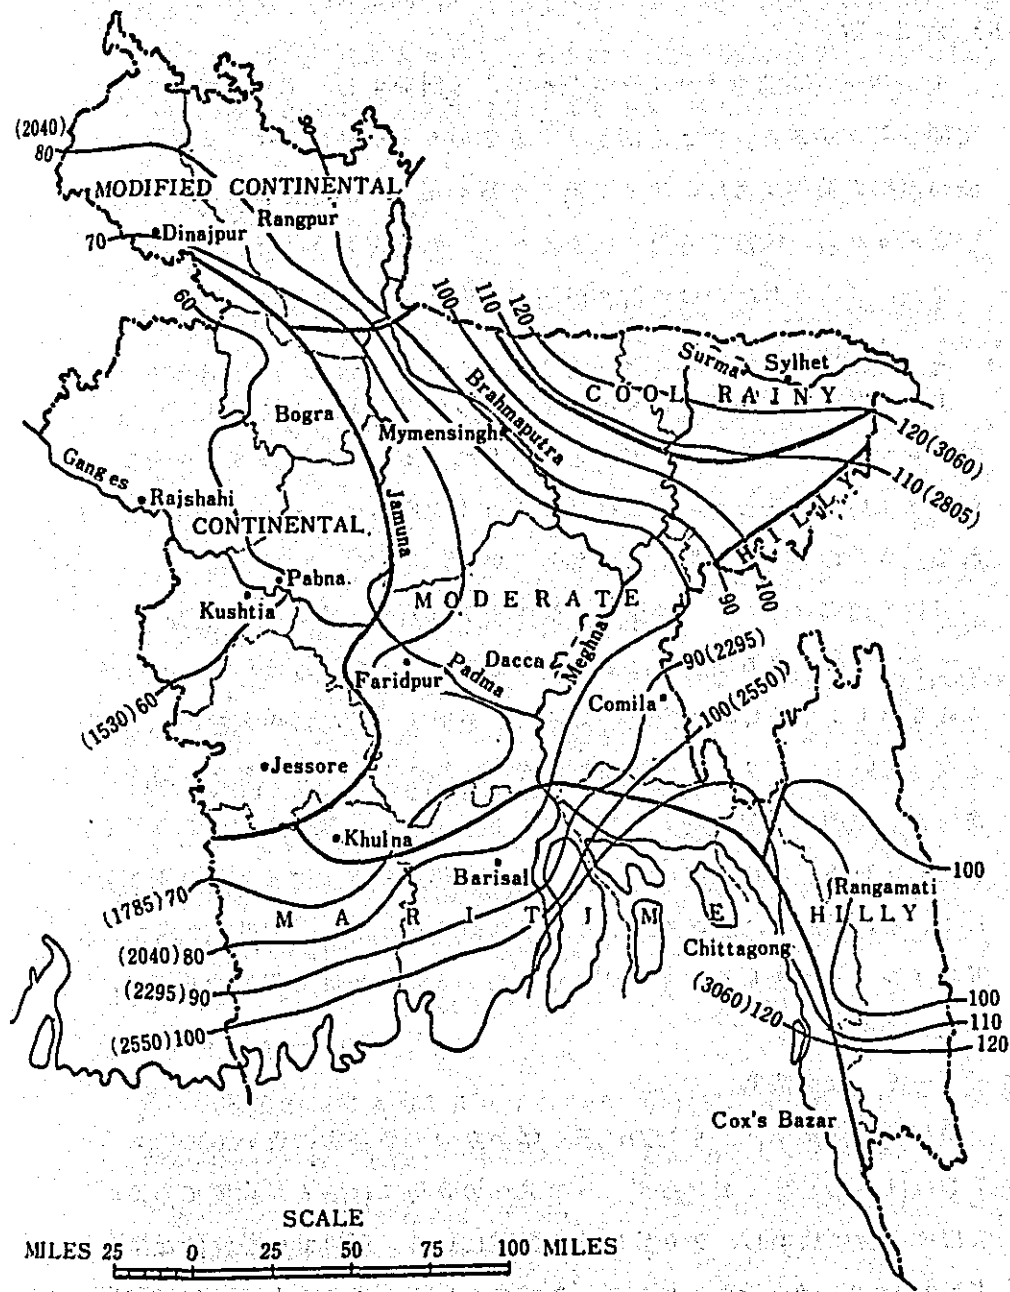 (2040)
80
90
MODIFIED CONTINENTAL
Rangpur
70
Dinajpur
60
100
110
120
Surma
Sylhet
COOL RAINY
Brahmaputra
Bogra
Mymensingh
120(3060)
110(2805)
Ganges
Rajshahi
Jamuna
CONTINENTAL
HILLY
Pabna
MODERATE
90
100
Kushtia
Meghna
Dacca
Padma
90(2295)
Faridpur
Comila
100(2550)
(1530)60
Jessore
Khulna
Barisal
100
Rangamati
(1785)70
MARITIME
HILLY
(2040)80
Chittagong
(2295)90
(3060)120
100
110
(2550)100
120
Cox's Bazar
SCALE
MILES 25 0 25 50 75 100 MILES